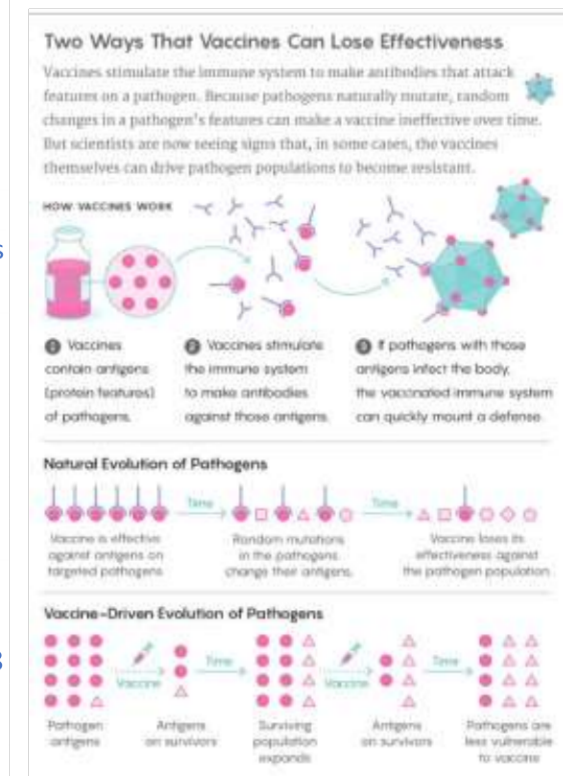 Two Ways That Vaccines Can Lose Effectiveness
Vaccines stimulate the immune system to make antibodies that attack
features on a pathogen. Because pathogens naturally mutate, random
changes in a pathogen's features can make a vaccine ineffective over time.
But scientists are now seeing signs that, in some cases, the vaccines
themselves can drive pathogen populations to become resistant.
HOW VACCINES WORK
1 Vaccines
contain antigens
(protein features)
of pathogens.
2 Vaccines stimulate
the immune system
to make antibodies
against those antigens.
3 If pathogens with those
antigens infect the body,
the vaccinated immune system
can quickly mount a defense.
Natural Evolution of Pathogens
Time
Time
Vaccine is effective
against antigens on
targeted pathogens
Random mutations
in the pathogens
change their antigens.
Vaccine loses its
effectiveness against
the pathogen population.
Vaccine-Driven Evolution of Pathogens
Vaccine
Time
Vaccine
Time
Pathogen
antigens
Antigens
on survivors
Surviving
population
expands
Antigens
on survivors
Pathogens are
less vulnerable
to vaccine